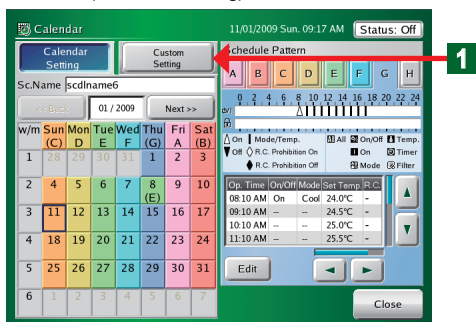 Calendar
11/01/2009 Sun. 09:17 AM
Status: Off
Calendar Setting
Custom Setting
1
Sc.Name scdlname6
<< Back
01 / 2009
Next >>
w/m Sun Mon Tue Wed Thu Fri Sat
(C) D E F (G) A (B)
1 28 29 30 31 1 2 3
2 4 5 6 7 8 9 10
(E)
3 11 12 13 14 15 16 17
4 18 19 20 21 22 23 24
5 25 26 27 28 29 30 31
6 1 2 3 4 5 6 7
Schedule Pattern
A B C D E F G H
0 2 4 6 8 10 12 14 16 18 20 22 24
On Mode/Temp.
All On/Off Temp.
Off R.C. Prohibition On
On Timer
R.C. Prohibition Off
Mode Filter
Op. Time On/Off Mode Set Temp. R.C.
08:10 AM On Cool 24.0°C -
09:10 AM -- -- 24.5°C -
10:10 AM -- -- 25.0°C -
11:10 AM -- -- 25.5°C -
Edit
Close